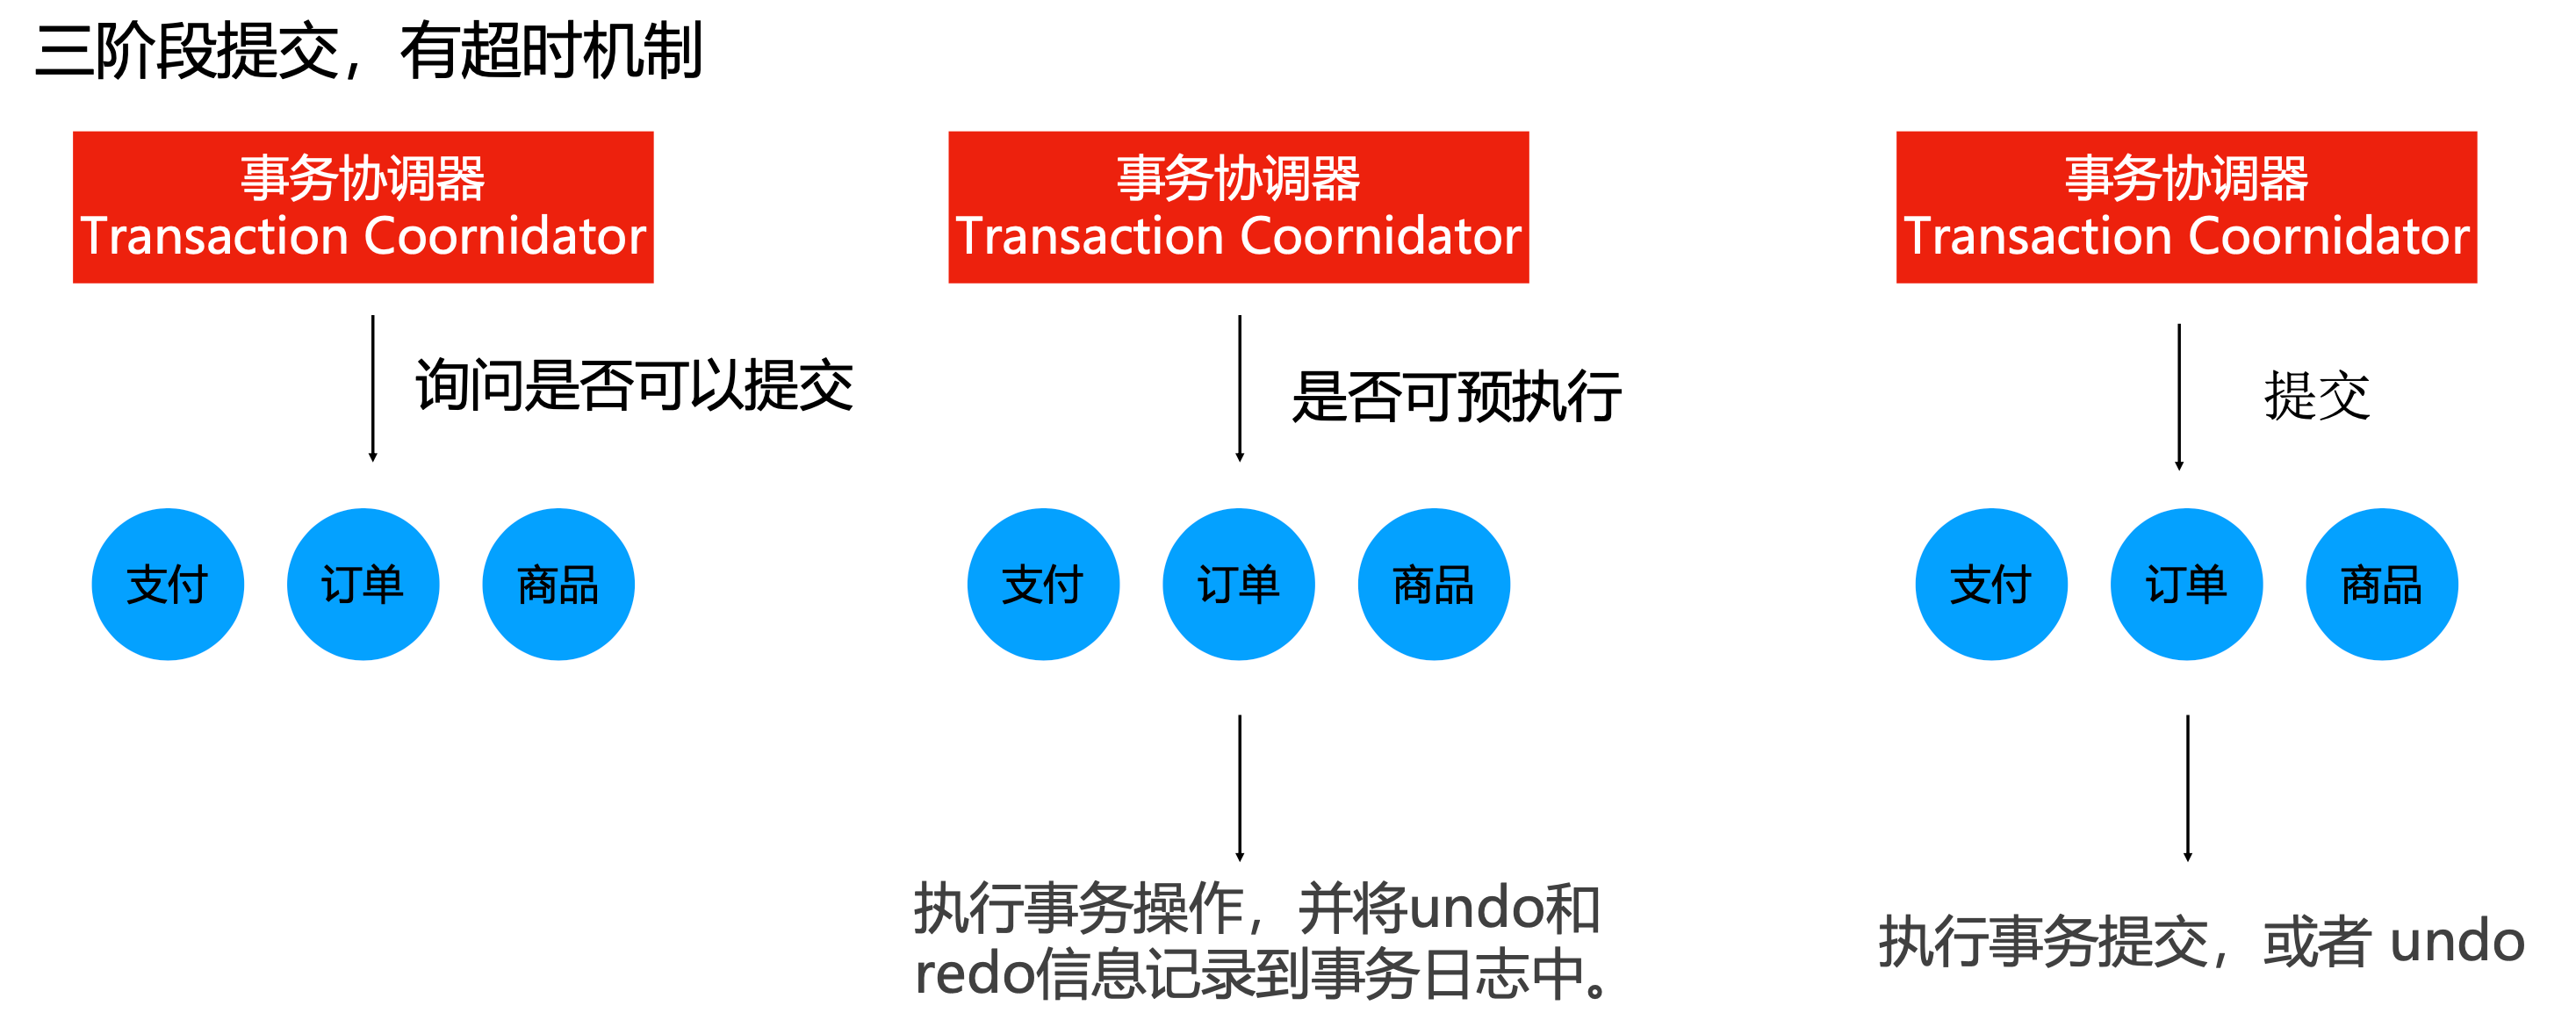 三阶段提交，有超时机制
事务协调器
Transaction Coornidator
询问是否可以提交
支付
订单
商品
事务协调器
Transaction Coornidator
是否可预执行
支付
订单
商品
执行事务操作，并将undo和
redo信息记录到事务日志中。
事务协调器
Transaction Coornidator
提交
支付
订单
商品
执行事务提交，或者 undo